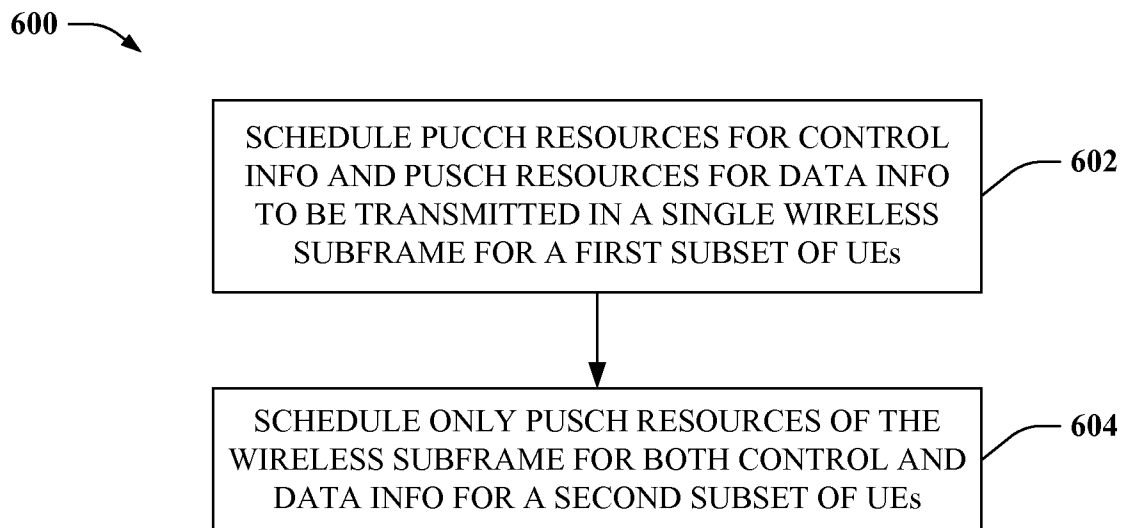 600
SCHEDULE PUCCH RESOURCES FOR CONTROL
INFO AND PUSCH RESOURCES FOR DATA INFO
TO BE TRANSMITTED IN A SINGLE WIRELESS
SUBFRAME FOR A FIRST SUBSET OF UEs
602
SCHEDULE ONLY PUSCH RESOURCES OF THE
WIRELESS SUBFRAME FOR BOTH CONTROL AND
DATA INFO FOR A SECOND SUBSET OF UEs
604